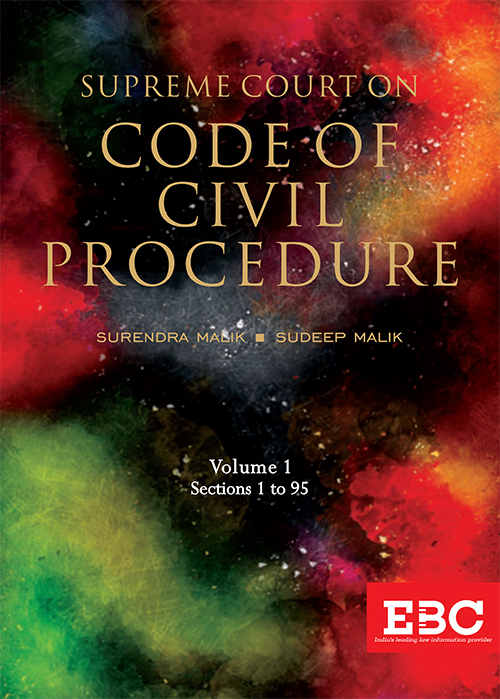 SUPREME COURT ON
CODE OF
CIVIL
PROCEDURE
SURENDRA MALIK ■ SUDEEP MALIK
Volume 1
Sections 1 to 95
EBC
India's leading law information provider